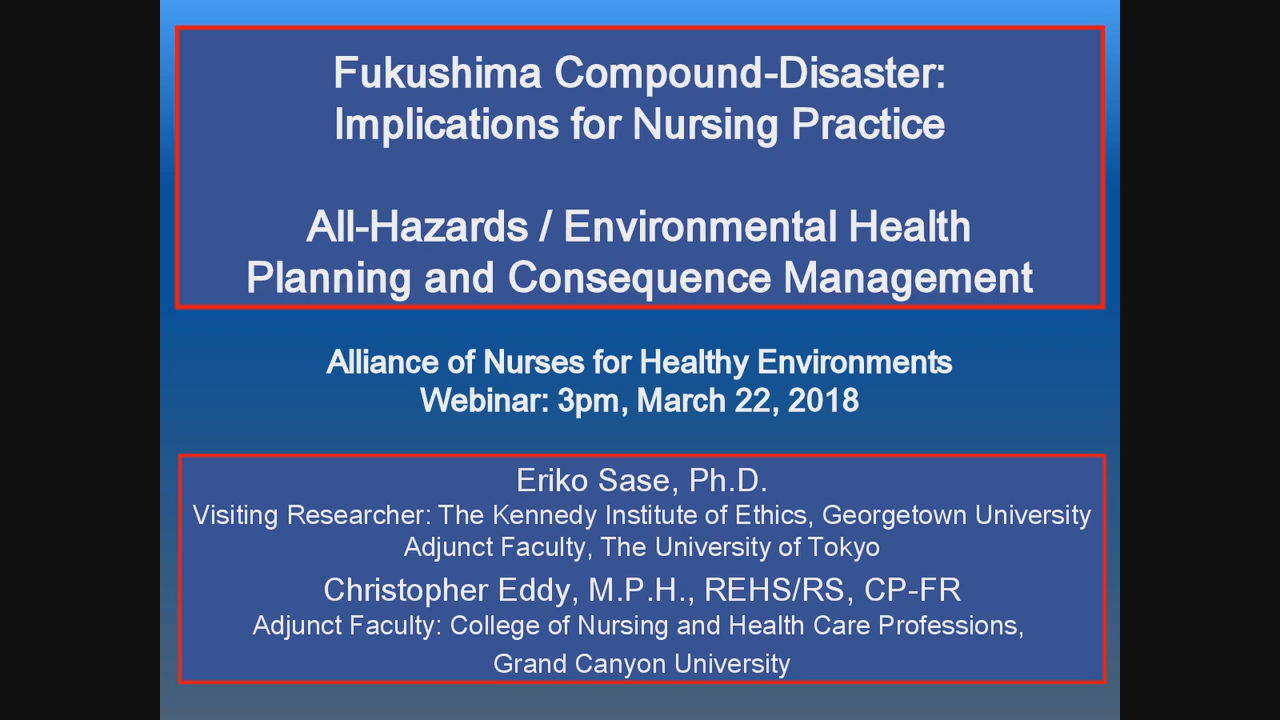 Fukushima Compound-Disaster:
Implications for Nursing Practice
All-Hazards / Environmental Health
Planning and Consequence Management
Alliance of Nurses for Healthy Environments
Webinar: 3pm, March 22, 2018
Eriko Sase, Ph.D.
Visiting Researcher: The Kennedy Institute of Ethics, Georgetown University
Adjunct Faculty, The University of Tokyo
Christopher Eddy, M.P.H., REHS/RS, CP-FR
Adjunct Faculty: College of Nursing and Health Care Professions,
Grand Canyon University